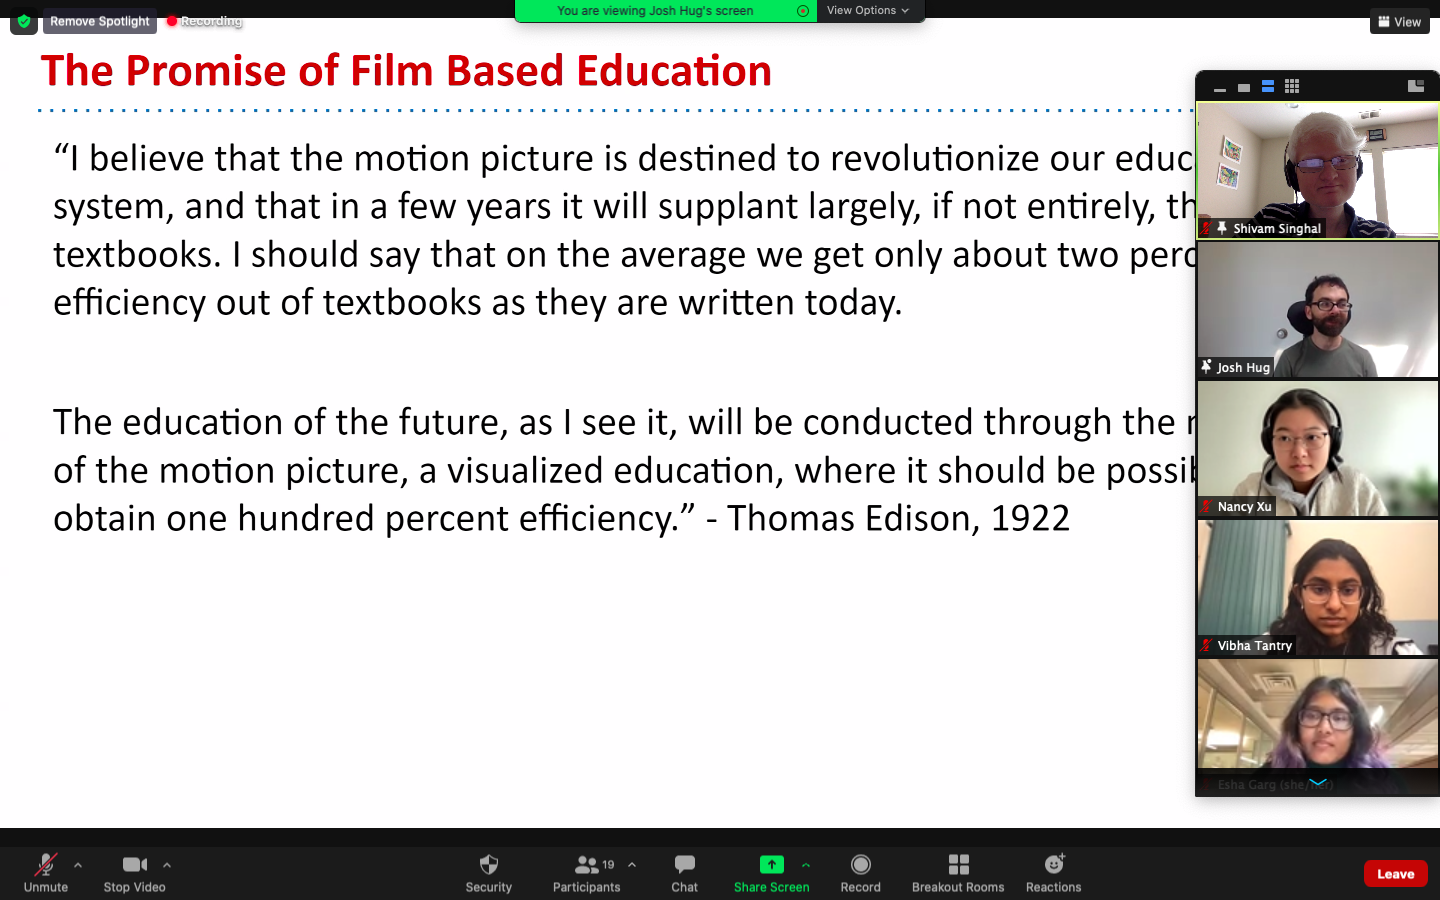 You are viewing Josh Hug's screen
View Options
Remove Spotlight
Recording
View
The Promise of Film Based Education
“I believe that the motion picture is destined to revolutionize our educ
system, and that in a few years it will supplant largely, if not entirely, th
textbooks. I should say that on the average we get only about two perc
efficiency out of textbooks as they are written today.
The education of the future, as I see it, will be conducted through the
of the motion picture, a visualized education, where it should be possib
obtain one hundred percent efficiency.” - Thomas Edison, 1922
Shivam Singhal
Josh Hug
Nancy Xu
Vibha Tantry
Esha Garg (she/her)
Unmute
Stop Video
Security
19
Participants
Chat
Share Screen
Record
Breakout Rooms
Reactions
Leave